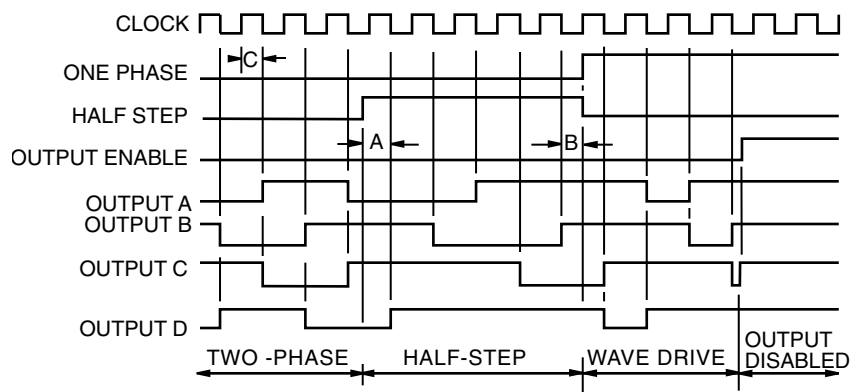 CLOCK
C
ONE PHASE
HALF STEP
A
B
OUTPUT ENABLE
OUTPUT A
OUTPUT B
OUTPUT C
OUTPUT D
TWO -PHASE
HALF-STEP
WAVE DRIVE
OUTPUT
DISABLED